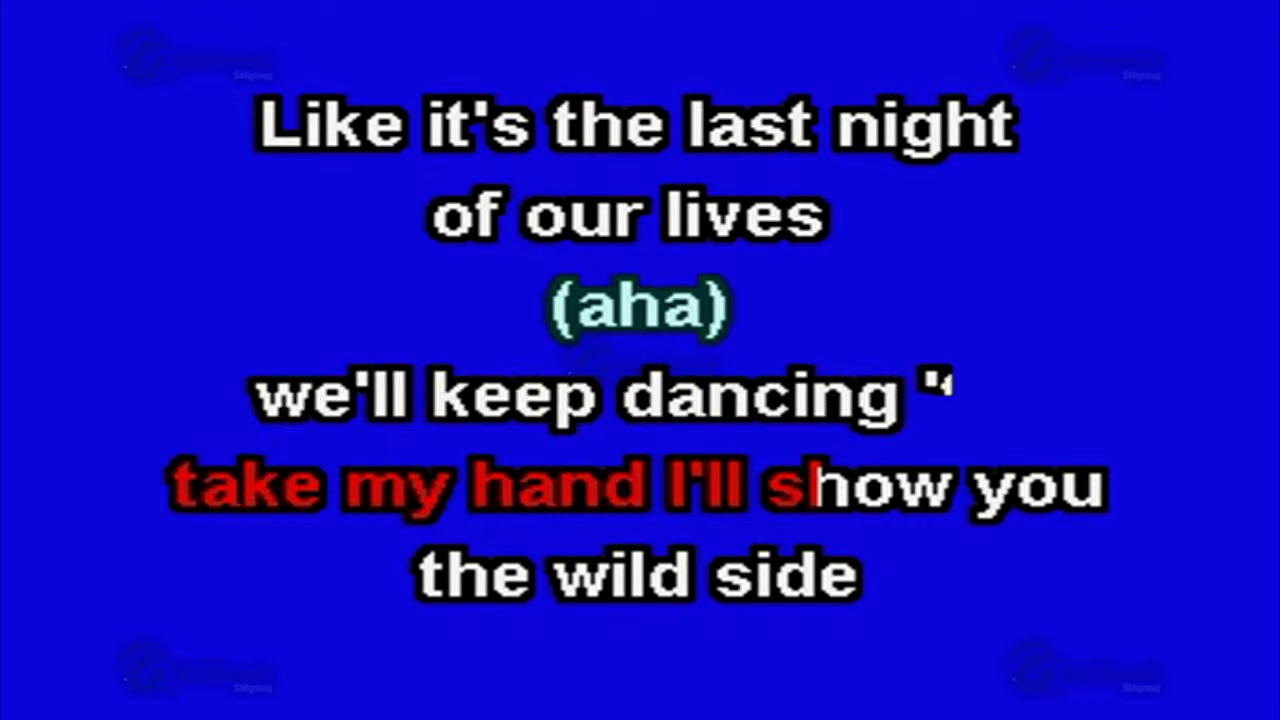 Like it's the last night
of our lives
(aha)
we'll keep dancing
take my hand I'll show you
the wild side